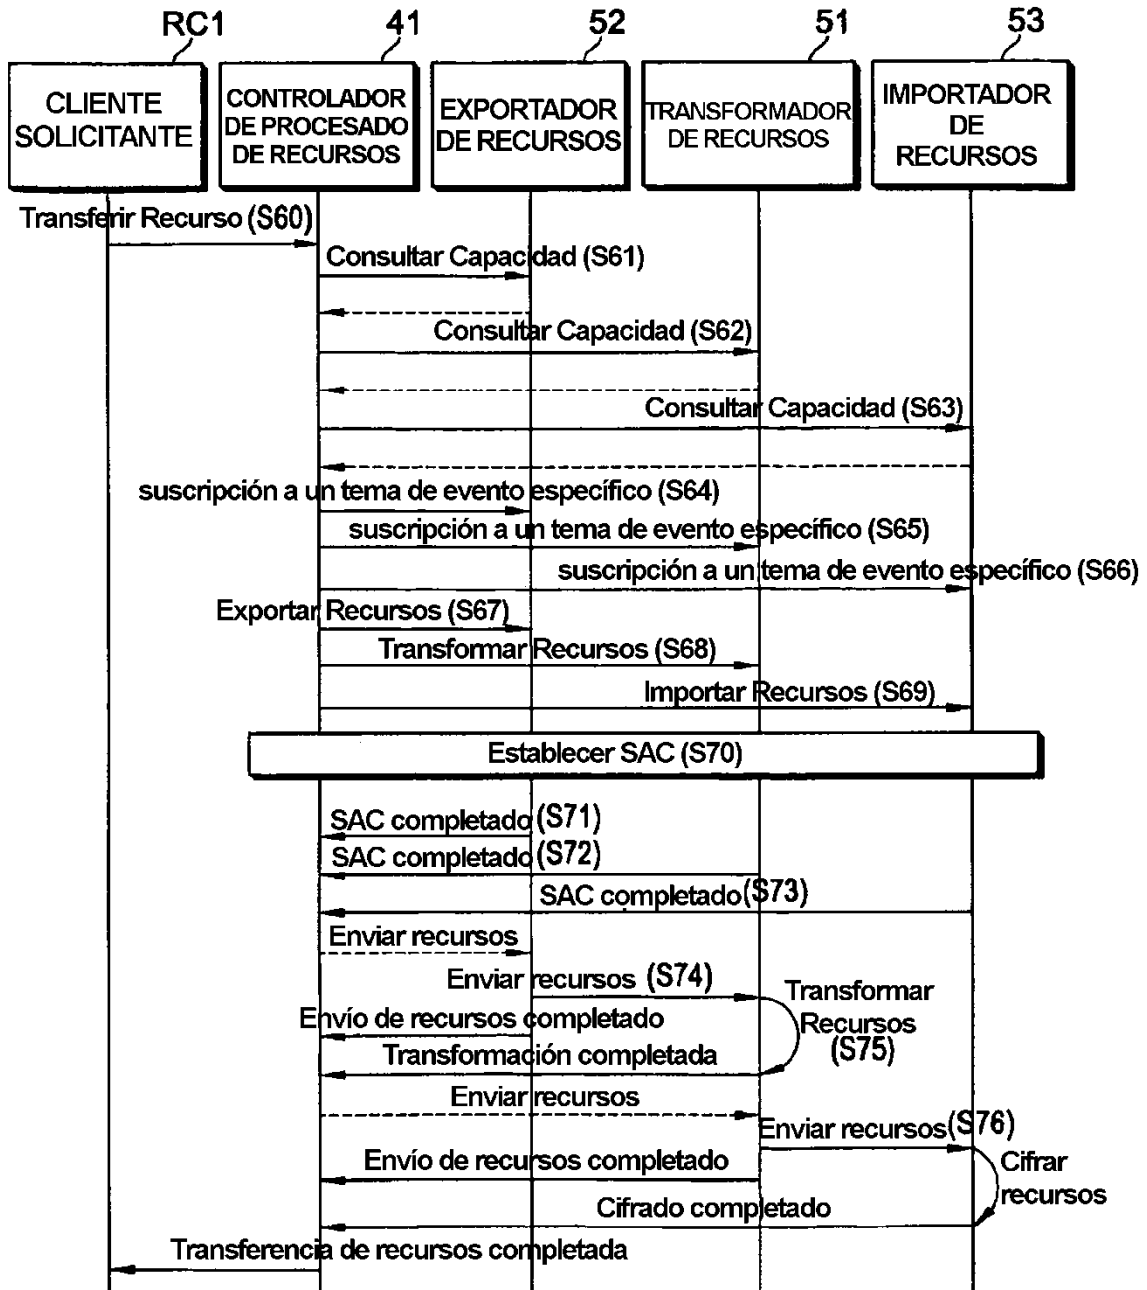 RC1
41
52
51
53
CLIENTE
SOLICITANTE
CONTROLADOR
DE PROCESADO
DE RECURSOS
EXPORTADOR
DE RECURSOS
TRANSFORMADOR
DE RECURSOS
IMPORTADOR
DE
RECURSOS
Transferir Recurso (S60)
Consultar Capacidad (S61)
Consultar Capacidad (S62)
Consultar Capacidad (S63)
suscripción a un tema de evento específico (S64)
suscripción a un tema de evento específico (S65)
suscripción a un tema de evento específico (S66)
Exportar Recursos (S67)
Transformar Recursos (S68)
Importar Recursos (S69)
Establecer SAC (S70)
SAC completado (S71)
SAC completado (S72)
SAC completado (S73)
Enviar recursos
Enviar recursos (S74)
Transformar
Recursos
(S75)
Envío de recursos completado
Transformación completada
Enviar recursos
Enviar recursos (S76)
Cifrar
recursos
Envío de recursos completado
Cifrado completado
Transferencia de recursos completada